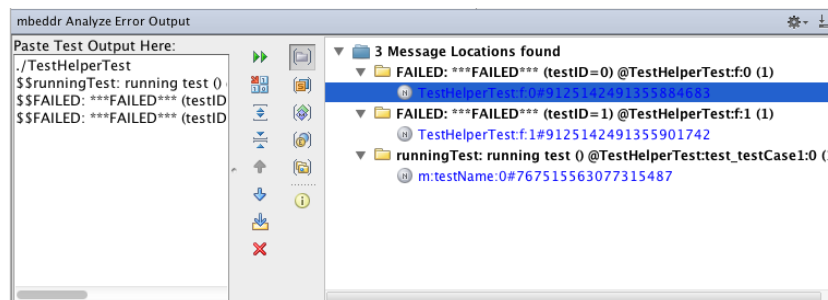 mbeddr Analyze Error Output
Paste Test Output Here:
./TestHelperTest
$$runningTest: running test ()
$$FAILED: ***FAILED*** (testID
$$FAILED: ***FAILED*** (testID
3 Message Locations found
FAILED: ***FAILED*** (testID=0) @TestHelperTest:f:0 (1)
TestHelperTest:f:0#9125142491355884683
FAILED: ***FAILED*** (testID=1) @TestHelperTest:f:1 (1)
TestHelperTest:f:1#9125142491355901742
runningTest: running test () @TestHelperTest:test_testCase1:0 (
m:testName:0#767515563077315487